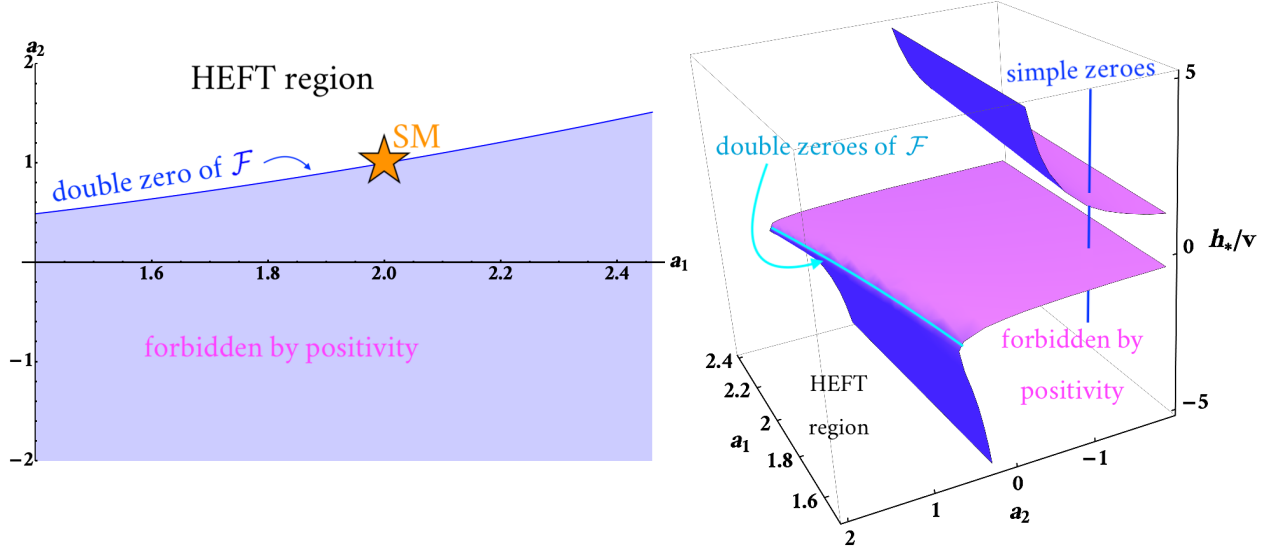 a₂
2
HEFT region
SM
1
double zero of ℱ
1.6
1.8
2.0
2.2
2.4
a₁
−1
forbidden by positivity
−2
simple zeroes
5
double zeroes of ℱ
0
h*/v
forbidden by
positivity
−5
HEFT
region
2.4
2.2
2
1.8
1.6
a₁
2
1
0
−1
a₂